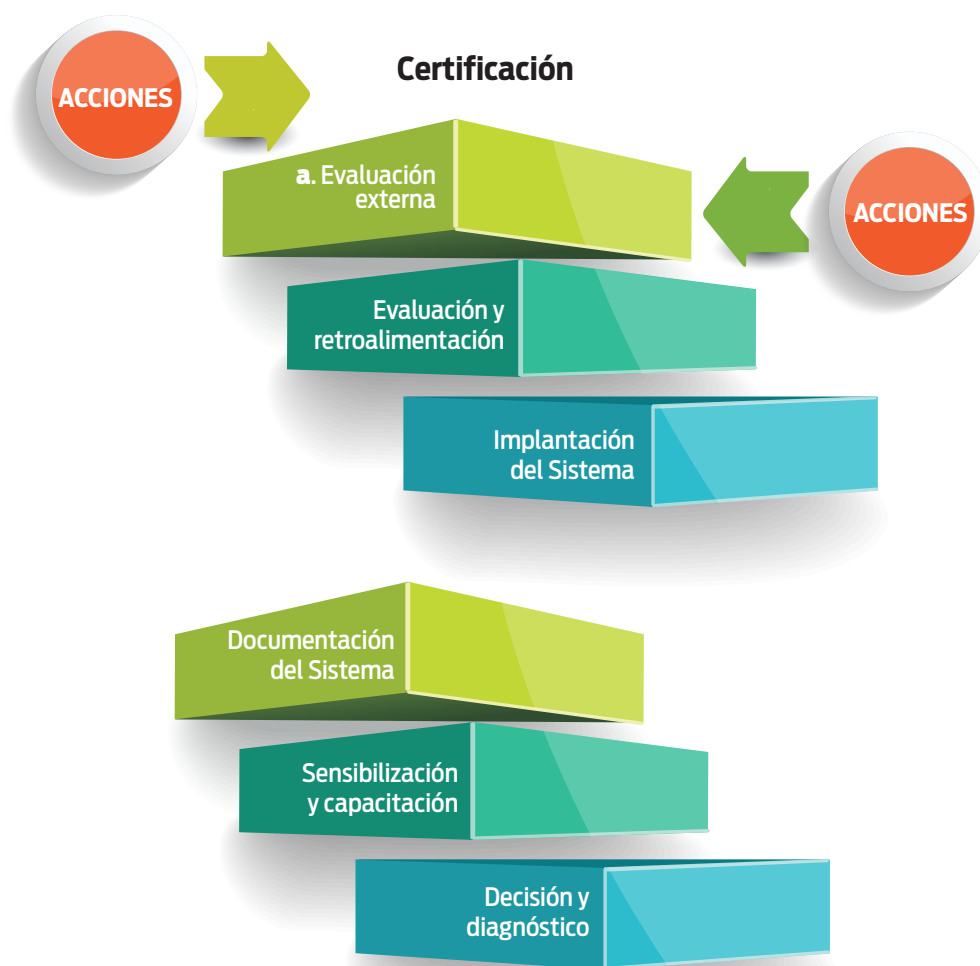 ACCIONES
Certificación
a. Evaluación
externa
ACCIONES
Evaluación y
retroalimentación
Implantación
del Sistema
Documentación
del Sistema
Sensibilización
y capacitación
Decisión y
diagnóstico